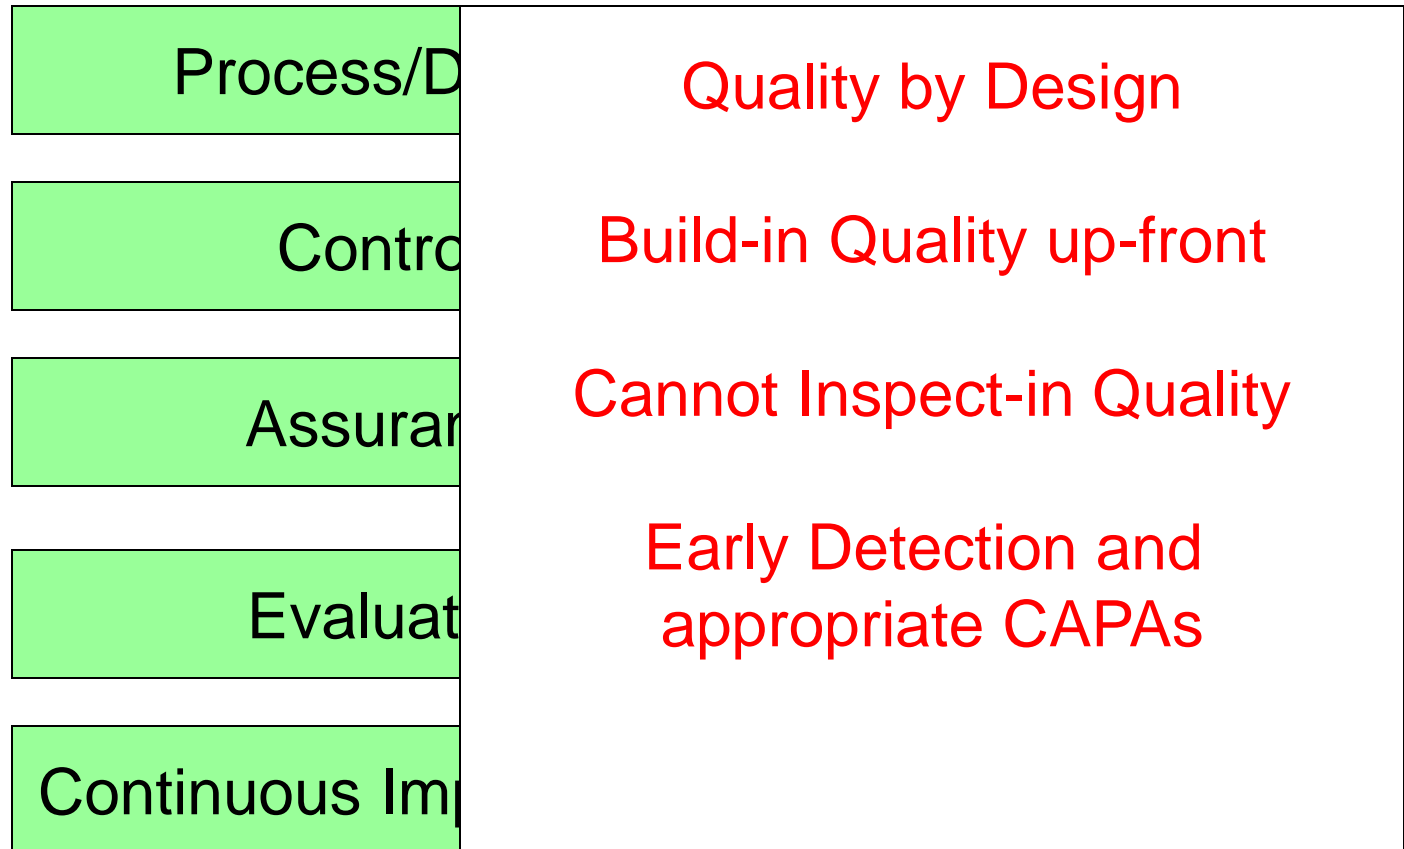 Process/D
Contro
Assura
Evaluat
Continuous Im
Quality by Design
Build-in Quality up-front
Cannot Inspect-in Quality
Early Detection and
appropriate CAPAs